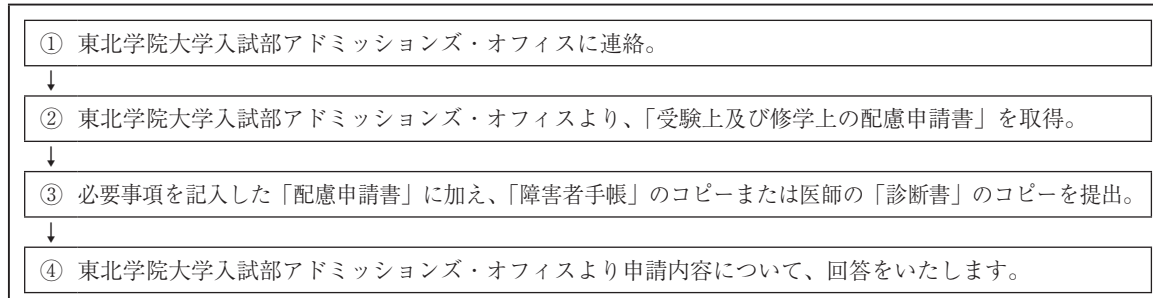 ① 東北学院大学入試部アドミッションズ・オフィスに連絡。
↓
② 東北学院大学入試部アドミッションズ・オフィスより、「受験上及び修学上の配慮申請書」を取得。
↓
③ 必要事項を記入した「配慮申請書」に加え、「障害者手帳」のコピーまたは医師の「診断書」のコピーを提出。
↓
④ 東北学院大学入試部アドミッションズ・オフィスより申請内容について、回答をいたします。